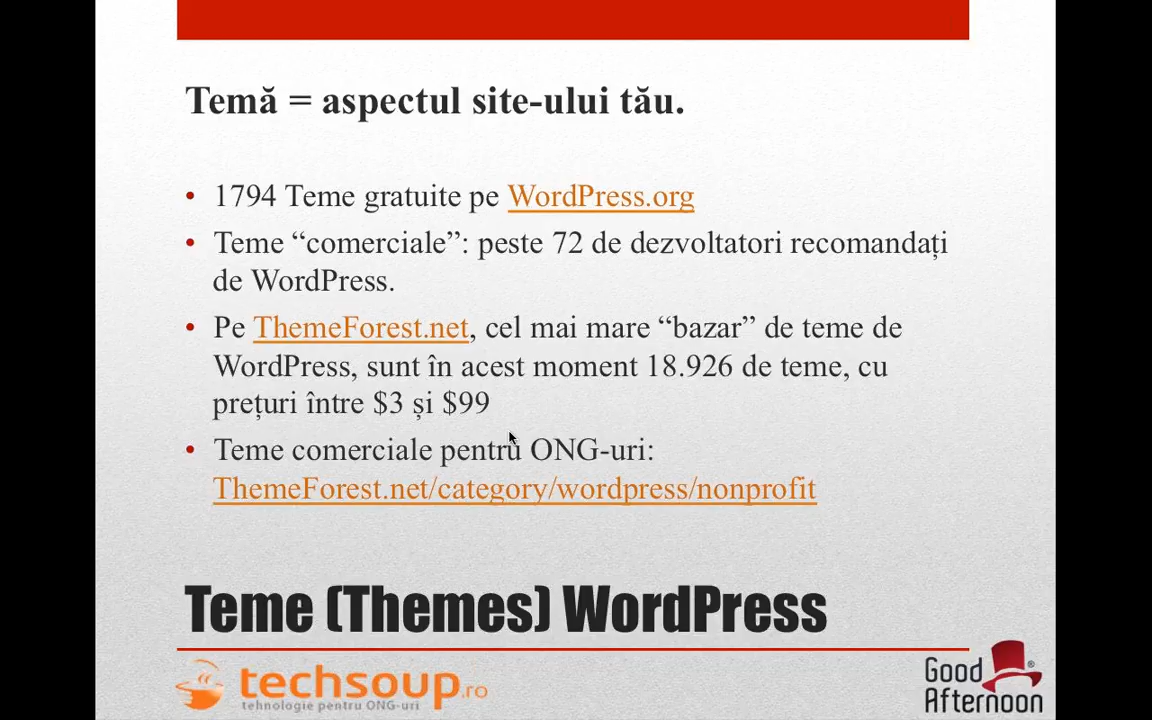 Temă = aspectul site-ului tău.
• 1794 Teme gratuite pe WordPress.org
• Teme “comerciale”: peste 72 de dezvoltatori recomandați
de WordPress.
• Pe ThemeForest.net, cel mai mare “bazar” de teme de
WordPress, sunt în acest moment 18.926 de teme, cu
prețuri între $3 și $99
• Teme comerciale pentru ONG-uri:
ThemeForest.net/category/wordpress/nonprofit
Teme (Themes) WordPress
techsoup.ro
tehnologie pentru ONG-uri
Good
Afternoon
®